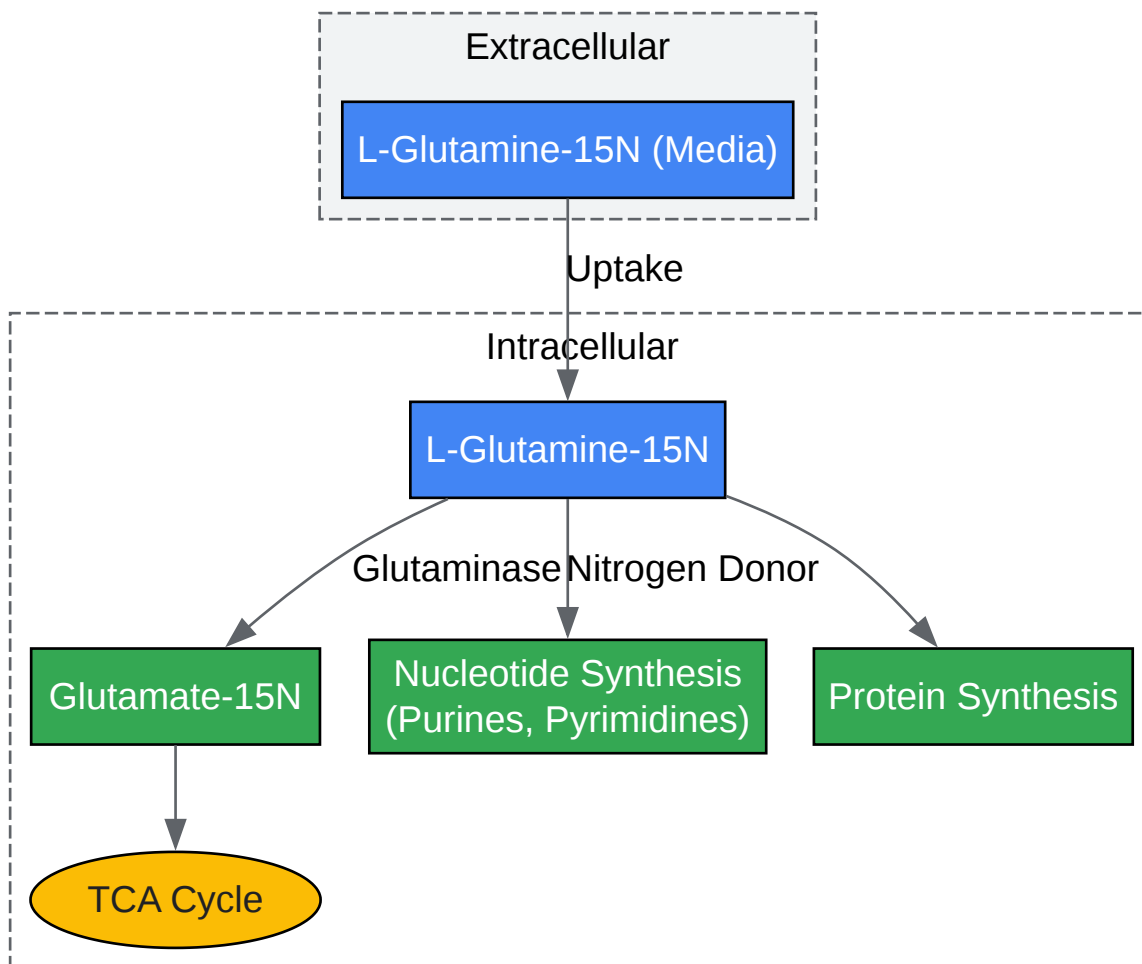 Extracellular
L-Glutamine-15N (Media)
Uptake
Intracellular
L-Glutamine-15N
Glutaminase
Nitrogen Donor
Glutamate-15N
Nucleotide Synthesis
(Purines, Pyrimidines)
Protein Synthesis
TCA Cycle